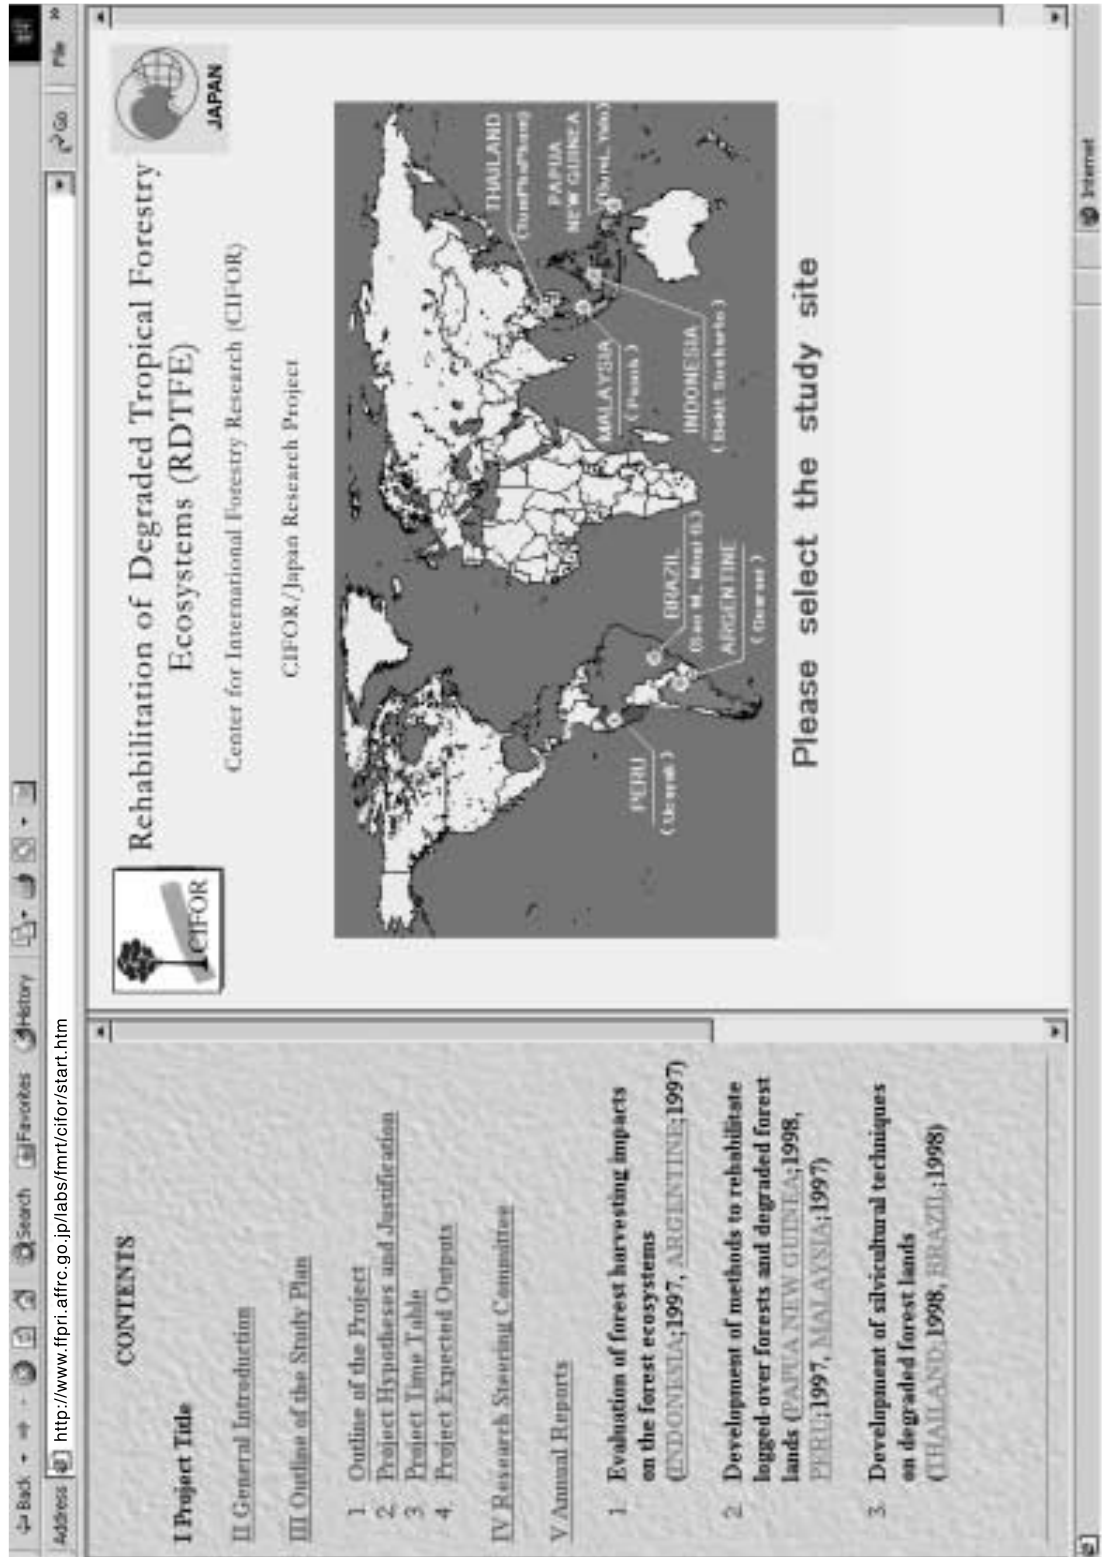 Back
Search
Favorites
History
Address
http://www.ffpri.affrc.go.jp/labs/fmrt/cifor/start.htm
Go
File
»
CONTENTS
I Project Title
II General Introduction
III Outline of the Study Plan
1. Outline of the Project
2. Project Hypotheses and Justification
3. Project Time Table
4. Project Expected Outputs
IV Research Steering Committee
V Annual Reports
1. Evaluation of forest harvesting impacts
on the forest ecosystems
(INDONESIA;1997, ARGENTINE;1997)
2. Development of methods to rehabilitate
logged-over forests and degraded forest
lands (PAPUA NEW GUINEA;1998,
PERU;1997, MALAYSIA;1997)
3. Development of silvicultural techniques
on degraded forest lands
(THAILAND; 1998, BRAZIL;1998)
CIFOR
Rehabilitation of Degraded Tropical Forestry
Ecosystems (RDTFE)
JAPAN
Center for International Forestry Research (CIFOR)
CIFOR/Japan Research Project
THAILAND
PAPUA
NEW GUINEA
MALAYSIA
INDONESIA
BRAZIL
ARGENTINE
PERU
Please select the study site
Internet